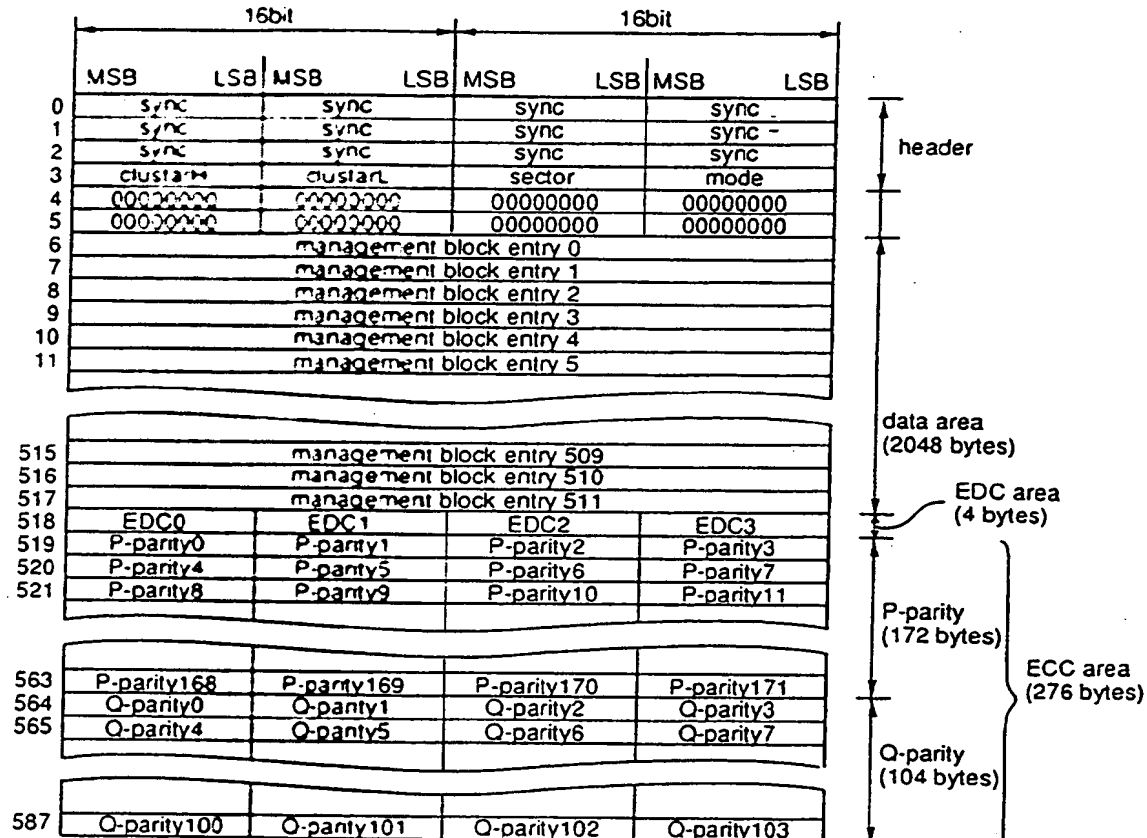 16bit 16bit
MSB LSB MSB LSB MSB LSB MSB LSB
0 sync sync sync sync
1 sync sync sync sync
2 sync sync sync sync
header
3 clustarH clustarL sector mode
4 00000000 00000000 00000000 00000000
5 00000000 00000000 00000000 00000000
6 management block entry 0
7 management block entry 1
8 management block entry 2
9 management block entry 3
10 management block entry 4
11 management block entry 5
data area
(2048 bytes)
515 management block entry 509
516 management block entry 510
517 management block entry 511
EDC area
(4 bytes)
518 EDC0 EDC1 EDC2 EDC3
519 P-parity0 P-parity1 P-parity2 P-parity3
520 P-parity4 P-parity5 P-parity6 P-parity7
521 P-parity8 P-parity9 P-parity10 P-parity11
P-parity
(172 bytes)
ECC area
(276 bytes)
563 P-parity168 P-parity169 P-parity170 P-parity171
564 Q-parity0 Q-parity1 Q-parity2 Q-parity3
565 Q-parity4 Q-parity5 Q-parity6 Q-parity7
Q-parity
(104 bytes)
587 Q-parity100 Q-parity101 Q-parity102 Q-parity103